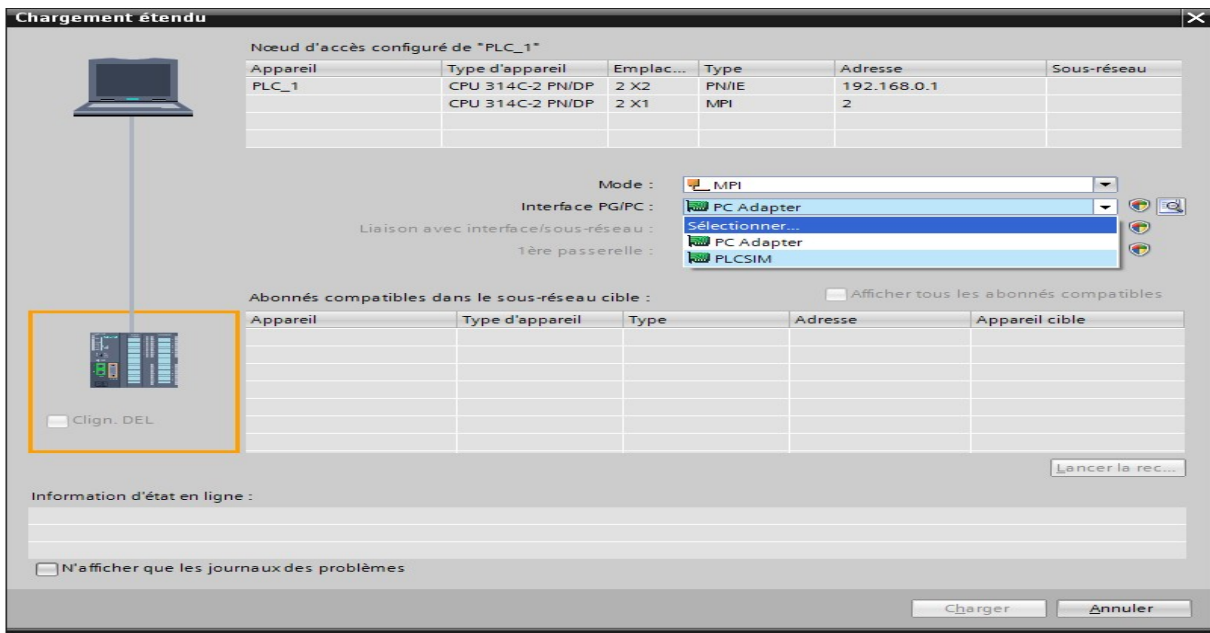 Chargement étendu
Nœud d'accès configuré de "PLC_1"
Appareil Type d'appareil Emplac... Type Adresse Sous-réseau
PLC_1 CPU 314C-2 PN/DP 2 X2 PN/IE 192.168.0.1
CPU 314C-2 PN/DP 2 X1 MPI 2
Mode : MPI
Interface PG/PC : PC Adapter
Liaison avec interface/sous-réseau : Sélectionner...
1ère passerelle : PC Adapter
PLCSIM
Abonnés compatibles dans le sous-réseau cible : Afficher tous les abonnés compatibles
Appareil Type d'appareil Type Adresse Appareil cible
Clign. DEL
Lancer la rec...
Information d'état en ligne :
N'afficher que les journaux des problèmes
Charger Annuler